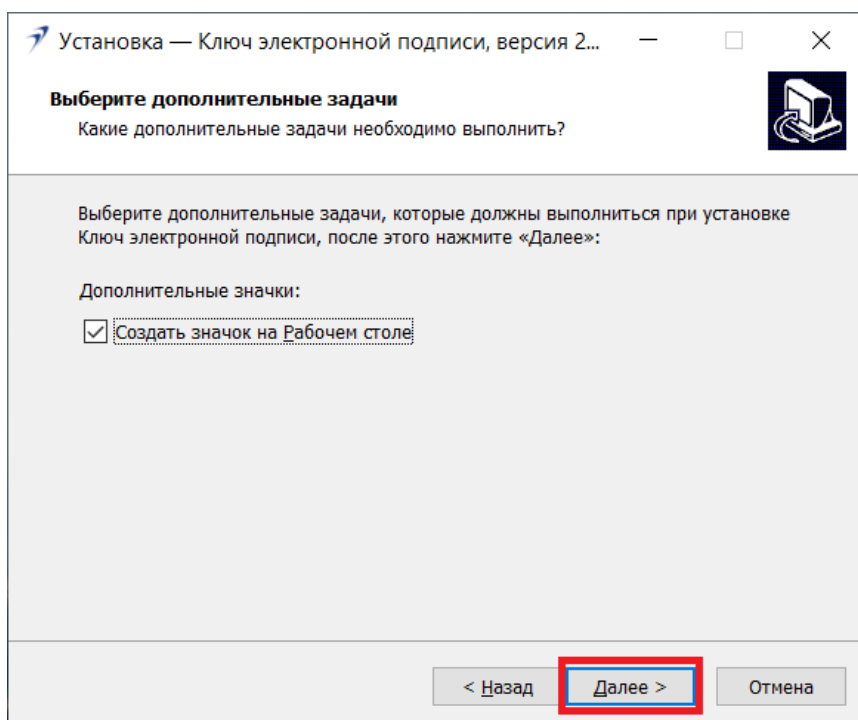 Установка — Ключ электронной подписи, версия 2...
Выберите дополнительные задачи
Какие дополнительные задачи необходимо выполнить?
Выберите дополнительные задачи, которые должны выполниться при установке
Ключ электронной подписи, после этого нажмите «Далее»:
Дополнительные значки:
Создать значок на Рабочем столе
< Назад
Далее >
Отмена